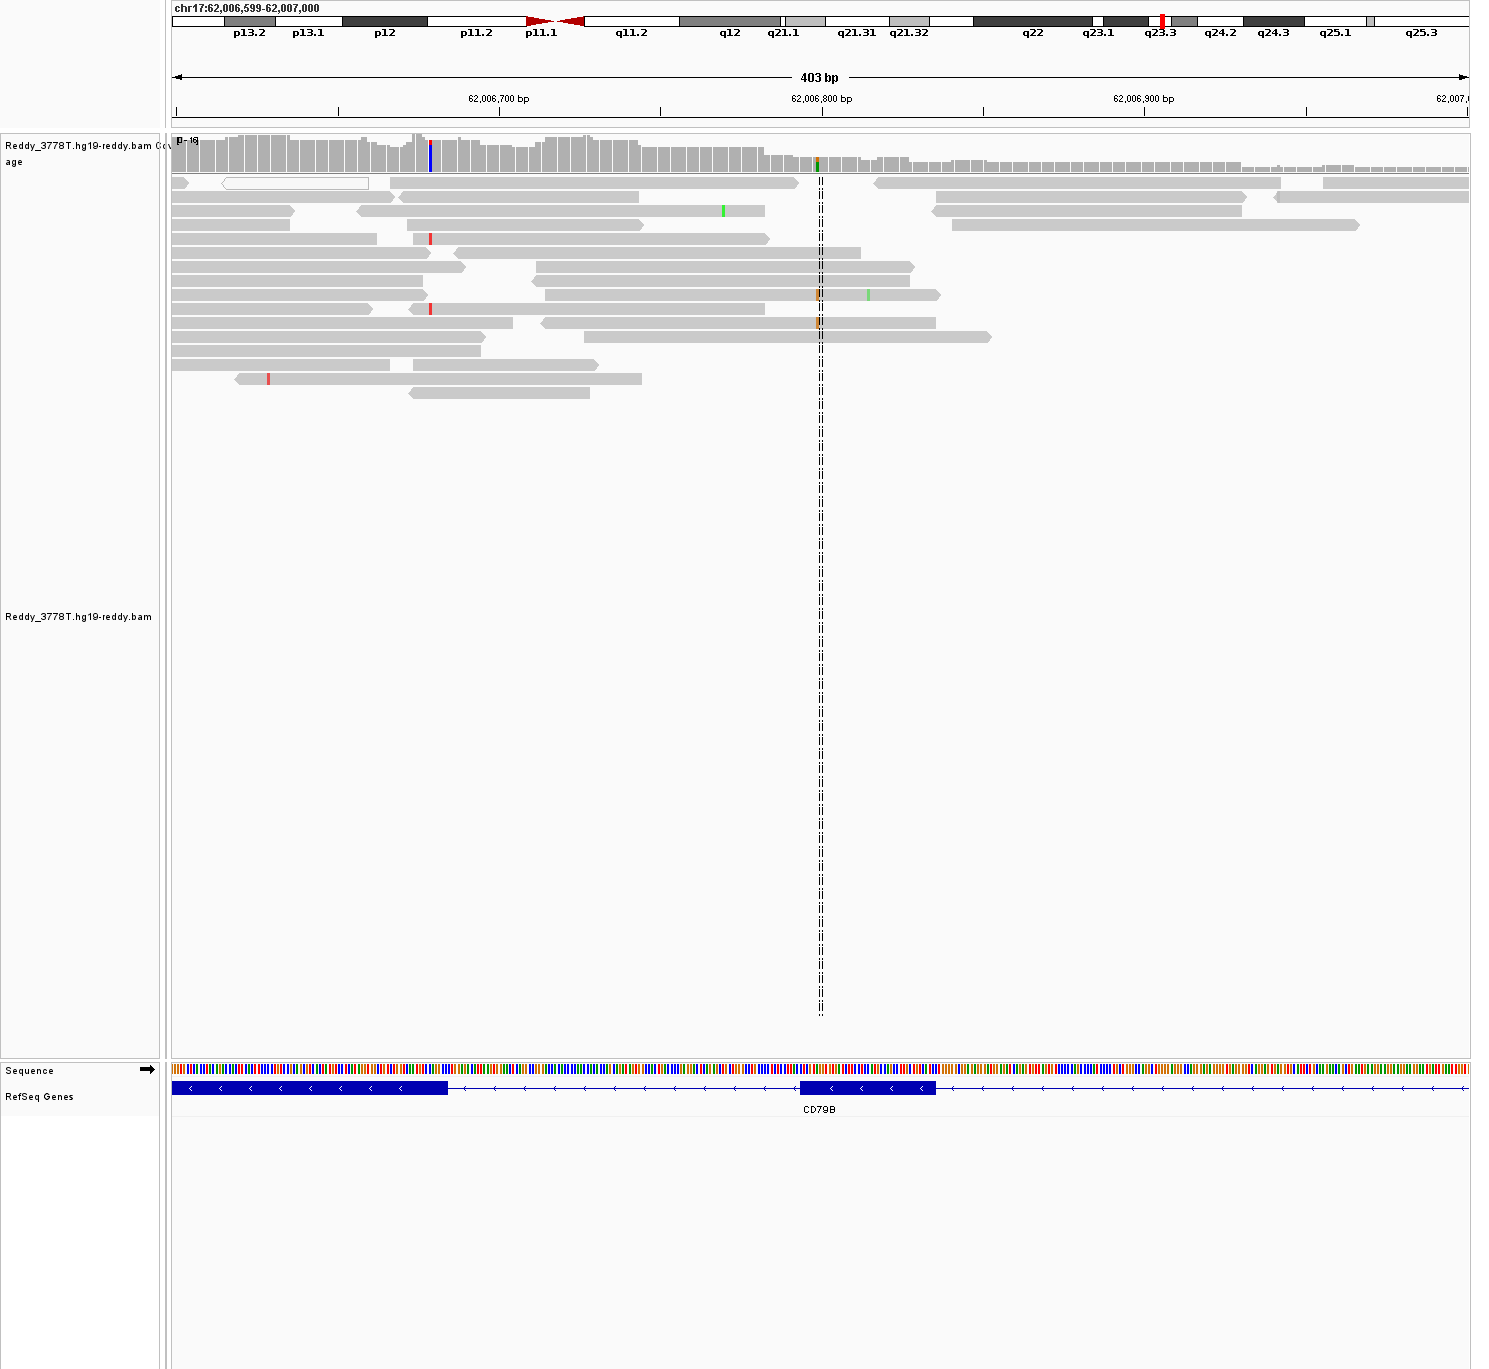 chr17:62,006,599-62,007,000
p13.2 p13.1 p12 p11.2 p11.1 q11.2 q12 q21.1 q21.31 q21.32 q22 q23.1 q23.3 q24.2 q24.3 q25.1 q25.3
403 bp
62,006,700 bp 62,006,800 bp 62,006,900 bp 62,007,0
Reddy_3778T.hg19-reddy.bam Cov
age
Reddy_3778T.hg19-reddy.bam
Sequence
RefSeq Genes
CD79B